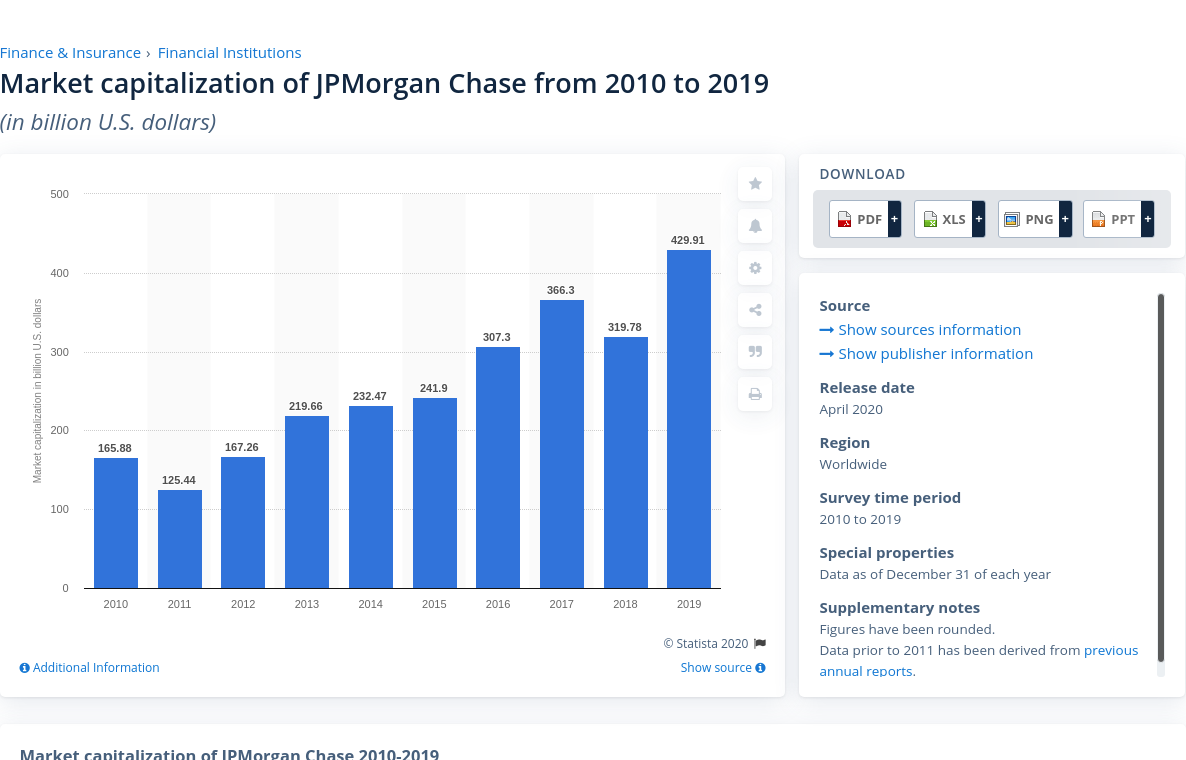 Finance & Insurance › Financial Institutions
Market capitalization of JPMorgan Chase from 2010 to 2019
(in billion U.S. dollars)
Market capitalization in billion U.S. dollars
500
400
300
200
100
0
165.88
125.44
167.26
219.66
232.47
241.9
307.3
366.3
319.78
429.91
2010 2011 2012 2013 2014 2015 2016 2017 2018 2019
© Statista 2020
Additional Information
Show source
DOWNLOAD
PDF + XLS + PNG + PPT +
Source
Show sources information
Show publisher information
Release date
April 2020
Region
Worldwide
Survey time period
2010 to 2019
Special properties
Data as of December 31 of each year
Supplementary notes
Figures have been rounded.
Data prior to 2011 has been derived from previous
annual reports.
Market capitalization of JPMorgan Chase 2010-2019